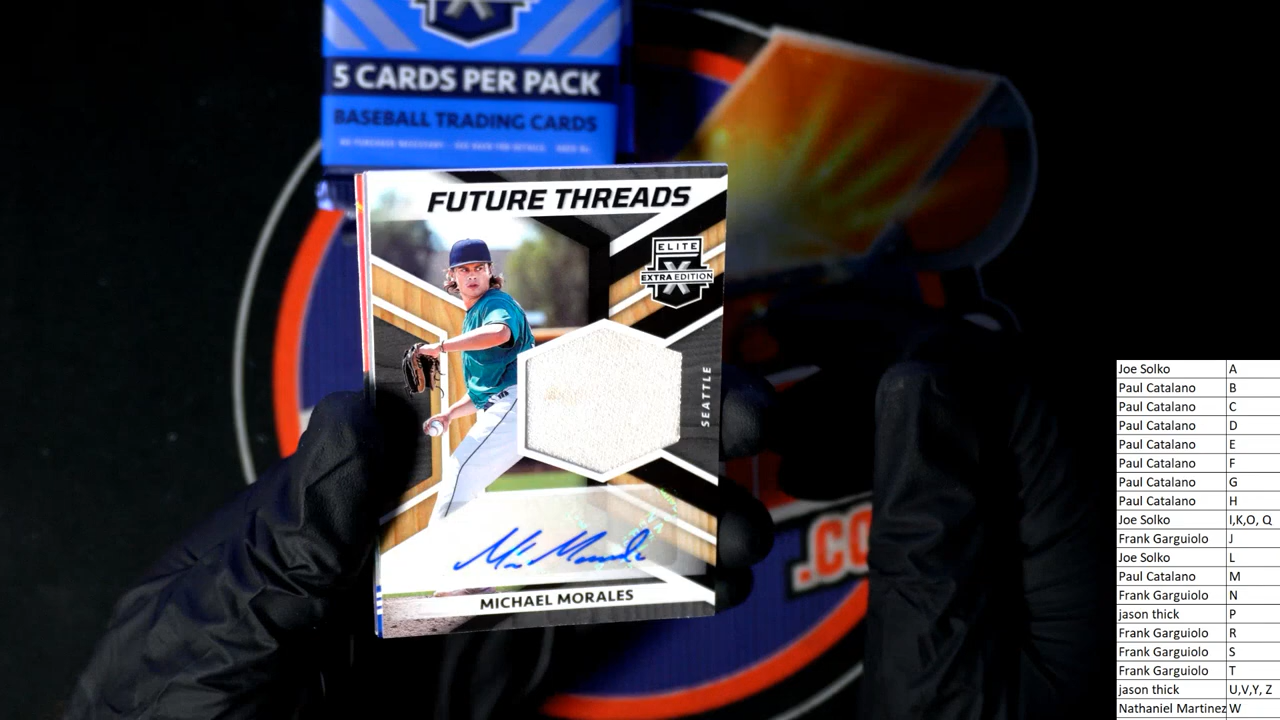 5 CARDS PER PACK
BASEBALL TRADING CARDS
FUTURE THREADS
ELITE
X
EXTRA EDITION
SEATTLE
MICHAEL MORALES
.CO
Joe Solko A
Paul Catalano B
Paul Catalano C
Paul Catalano D
Paul Catalano E
Paul Catalano F
Paul Catalano G
Paul Catalano H
Joe Solko I,K,O, Q
Frank Garguiolo J
Joe Solko L
Paul Catalano M
Frank Garguiolo N
jason thick P
Frank Garguiolo R
Frank Garguiolo S
Frank Garguiolo T
jason thick U,V,Y, Z
Nathaniel Martinez W